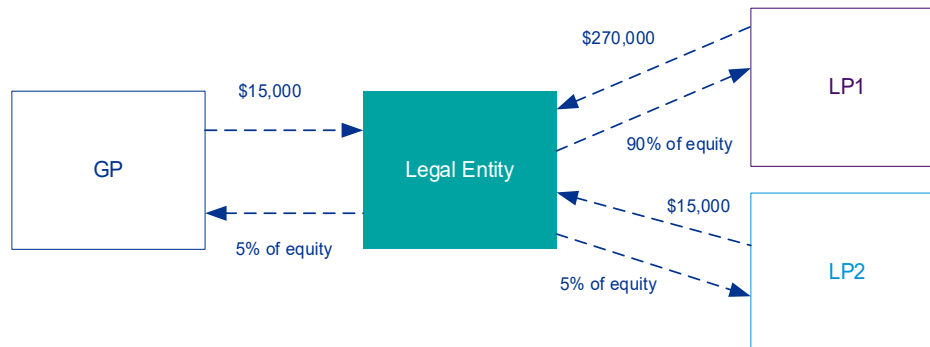 $15,000
GP
5% of equity
Legal Entity
$270,000
90% of equity
LP1
$15,000
5% of equity
LP2